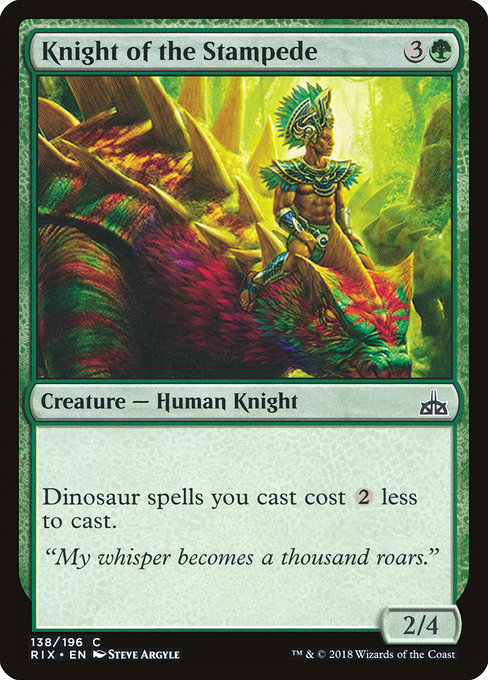 Knight of the Stampede 3
Creature — Human Knight
Dinosaur spells you cast cost 2 less
to cast.
“My whisper becomes a thousand roars.”
2/4
138/196 C
RIX • EN Steve Argyle
™ & © 2018 Wizards of the Coast